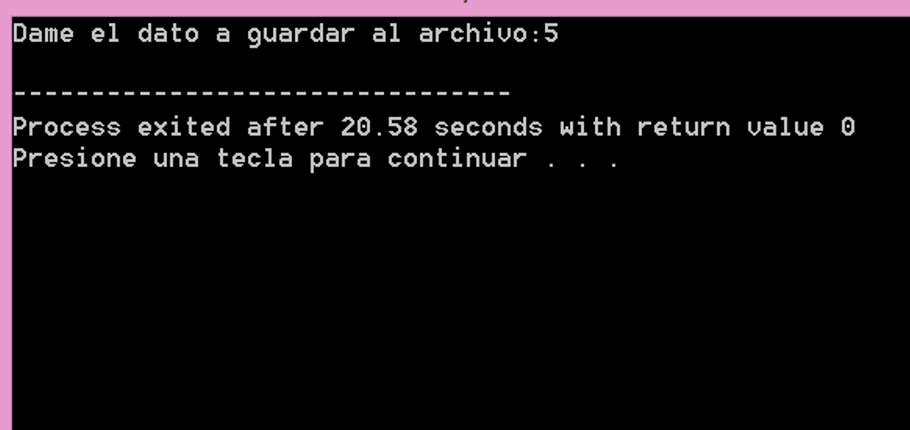 Dame el dato a guardar al archivo:5
--------------------------------
Process exited after 20.58 seconds with return value 0
Presione una tecla para continuar . . .